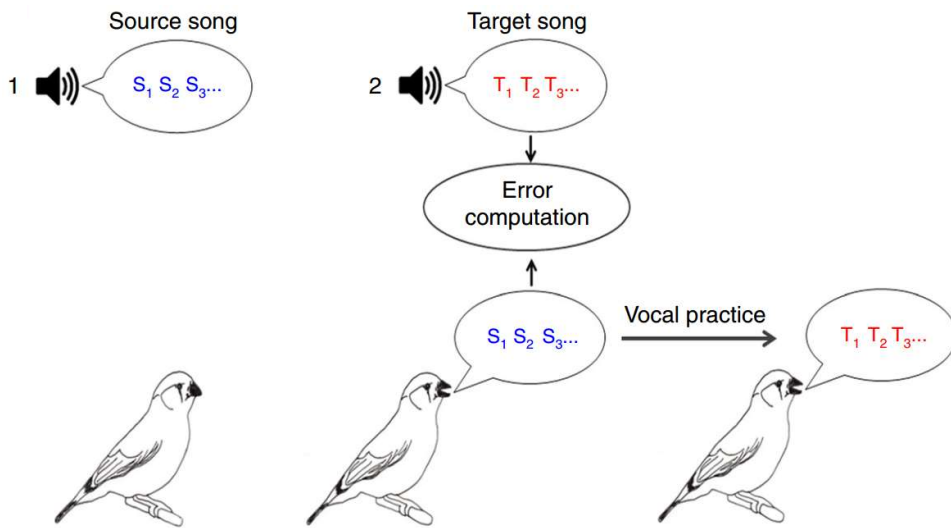 Source song
1
S1 S2 S3...
Target song
2
T1 T2 T3...
Error
computation
S1 S2 S3...
Vocal practice
T1 T2 T3...